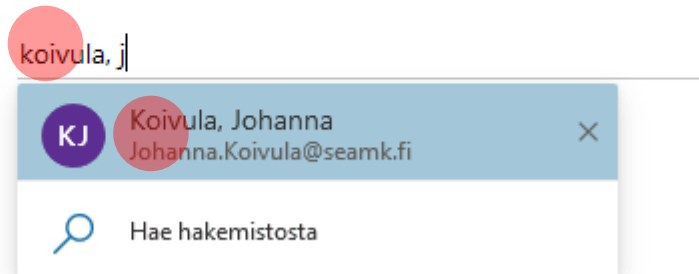 koivula, j
KJ
Koivula, Johanna
Johanna.Koivula@seamk.fi
Hae hakemistosta